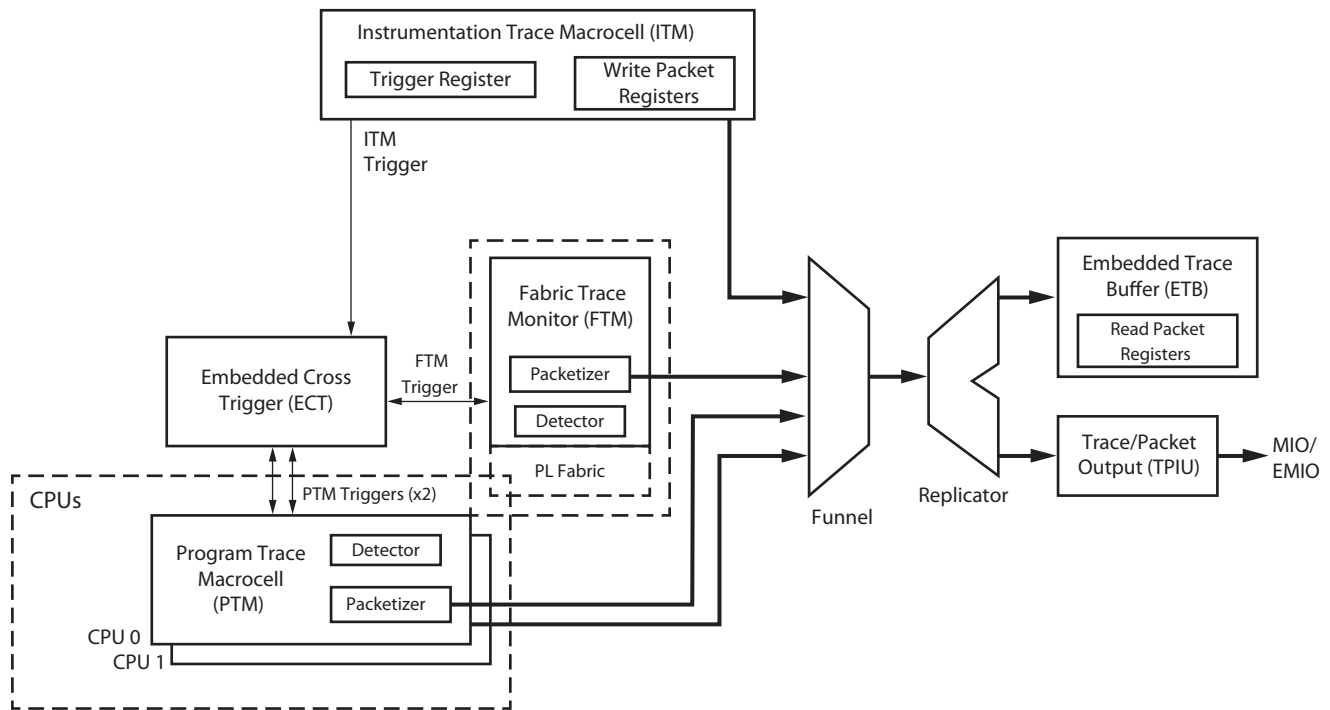 Instrumentation Trace Macrocell (ITM)
Trigger Register
Write Packet
Registers
ITM
Trigger
Fabric Trace
Monitor (FTM)
Packetizer
Detector
PL Fabric
FTM
Trigger
Embedded Cross
Trigger (ECT)
PTM Triggers (x2)
CPUs
Program Trace
Macrocell
(PTM)
Detector
Packetizer
CPU 0
CPU 1
Funnel
Replicator
Embedded Trace
Buffer (ETB)
Read Packet
Registers
Trace/Packet
Output (TPIU)
MIO/
EMIO